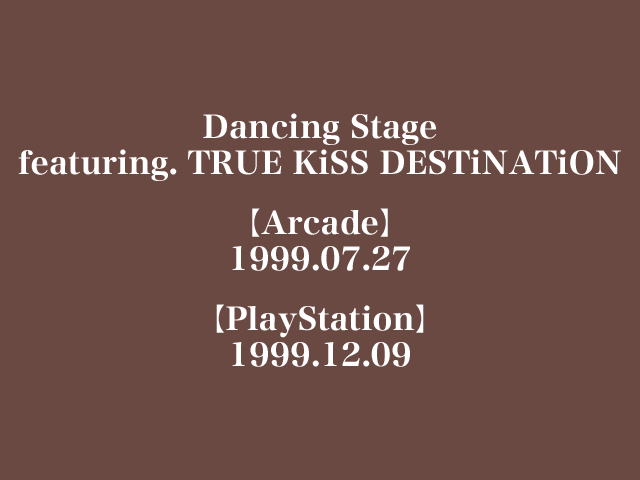 Dancing Stage
featuring. TRUE KiSS DESTiNATiON
【Arcade】
1999.07.27
【PlayStation】
1999.12.09